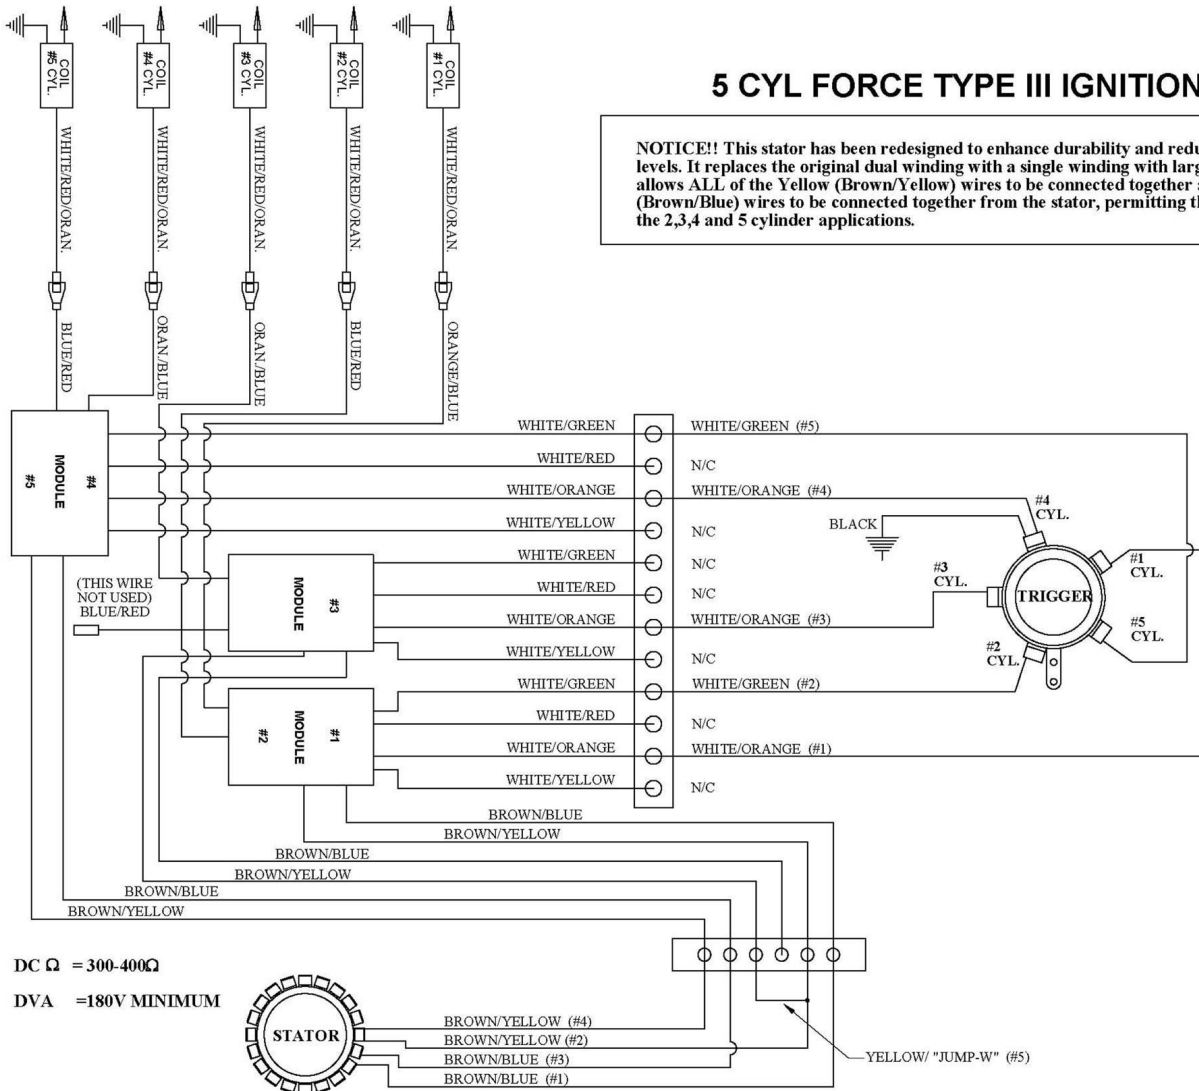 COIL
#5 CYL.
COIL
#4 CYL.
COIL
#3 CYL.
COIL
#2 CYL.
COIL
#1 CYL.
5 CYL FORCE TYPE III IGNITION
NOTICE!! This stator has been redesigned to enhance durability and redu
levels. It replaces the original dual winding with a single winding with larg
allows ALL of the Yellow (Brown/Yellow) wires to be connected together
(Brown/Blue) wires to be connected together from the stator, permitting t
the 2,3,4 and 5 cylinder applications.
WHITE/RED/ORAN.
WHITE/RED/ORAN.
WHITE/RED/ORAN.
WHITE/RED/ORAN.
WHITE/RED/ORAN.
BLUE/RED
ORAN./BLUE
ORAN./BLUE
BLUE/RED
ORANGE/BLUE
#5
MODULE
#4
WHITE/GREEN
WHITE/GREEN (#5)
WHITE/RED
N/C
WHITE/ORANGE
WHITE/ORANGE (#4)
WHITE/YELLOW
N/C
WHITE/GREEN
N/C
WHITE/RED
N/C
WHITE/ORANGE
WHITE/ORANGE (#3)
WHITE/YELLOW
N/C
WHITE/GREEN
WHITE/GREEN (#2)
WHITE/RED
N/C
WHITE/ORANGE
WHITE/ORANGE (#1)
WHITE/YELLOW
N/C
BLACK
#4
CYL.
#1
CYL.
#3
CYL.
TRIGGER
#5
CYL.
#2
CYL.
(THIS WIRE
NOT USED)
BLUE/RED
MODULE
#3
#2
MODULE
#1
BROWN/BLUE
BROWN/YELLOW
BROWN/BLUE
BROWN/YELLOW
BROWN/BLUE
BROWN/YELLOW
DC Ω = 300-400Ω
DVA =180V MINIMUM
STATOR
BROWN/YELLOW (#4)
BROWN/YELLOW (#2)
BROWN/BLUE (#3)
BROWN/BLUE (#1)
YELLOW/ "JUMP-W" (#5)